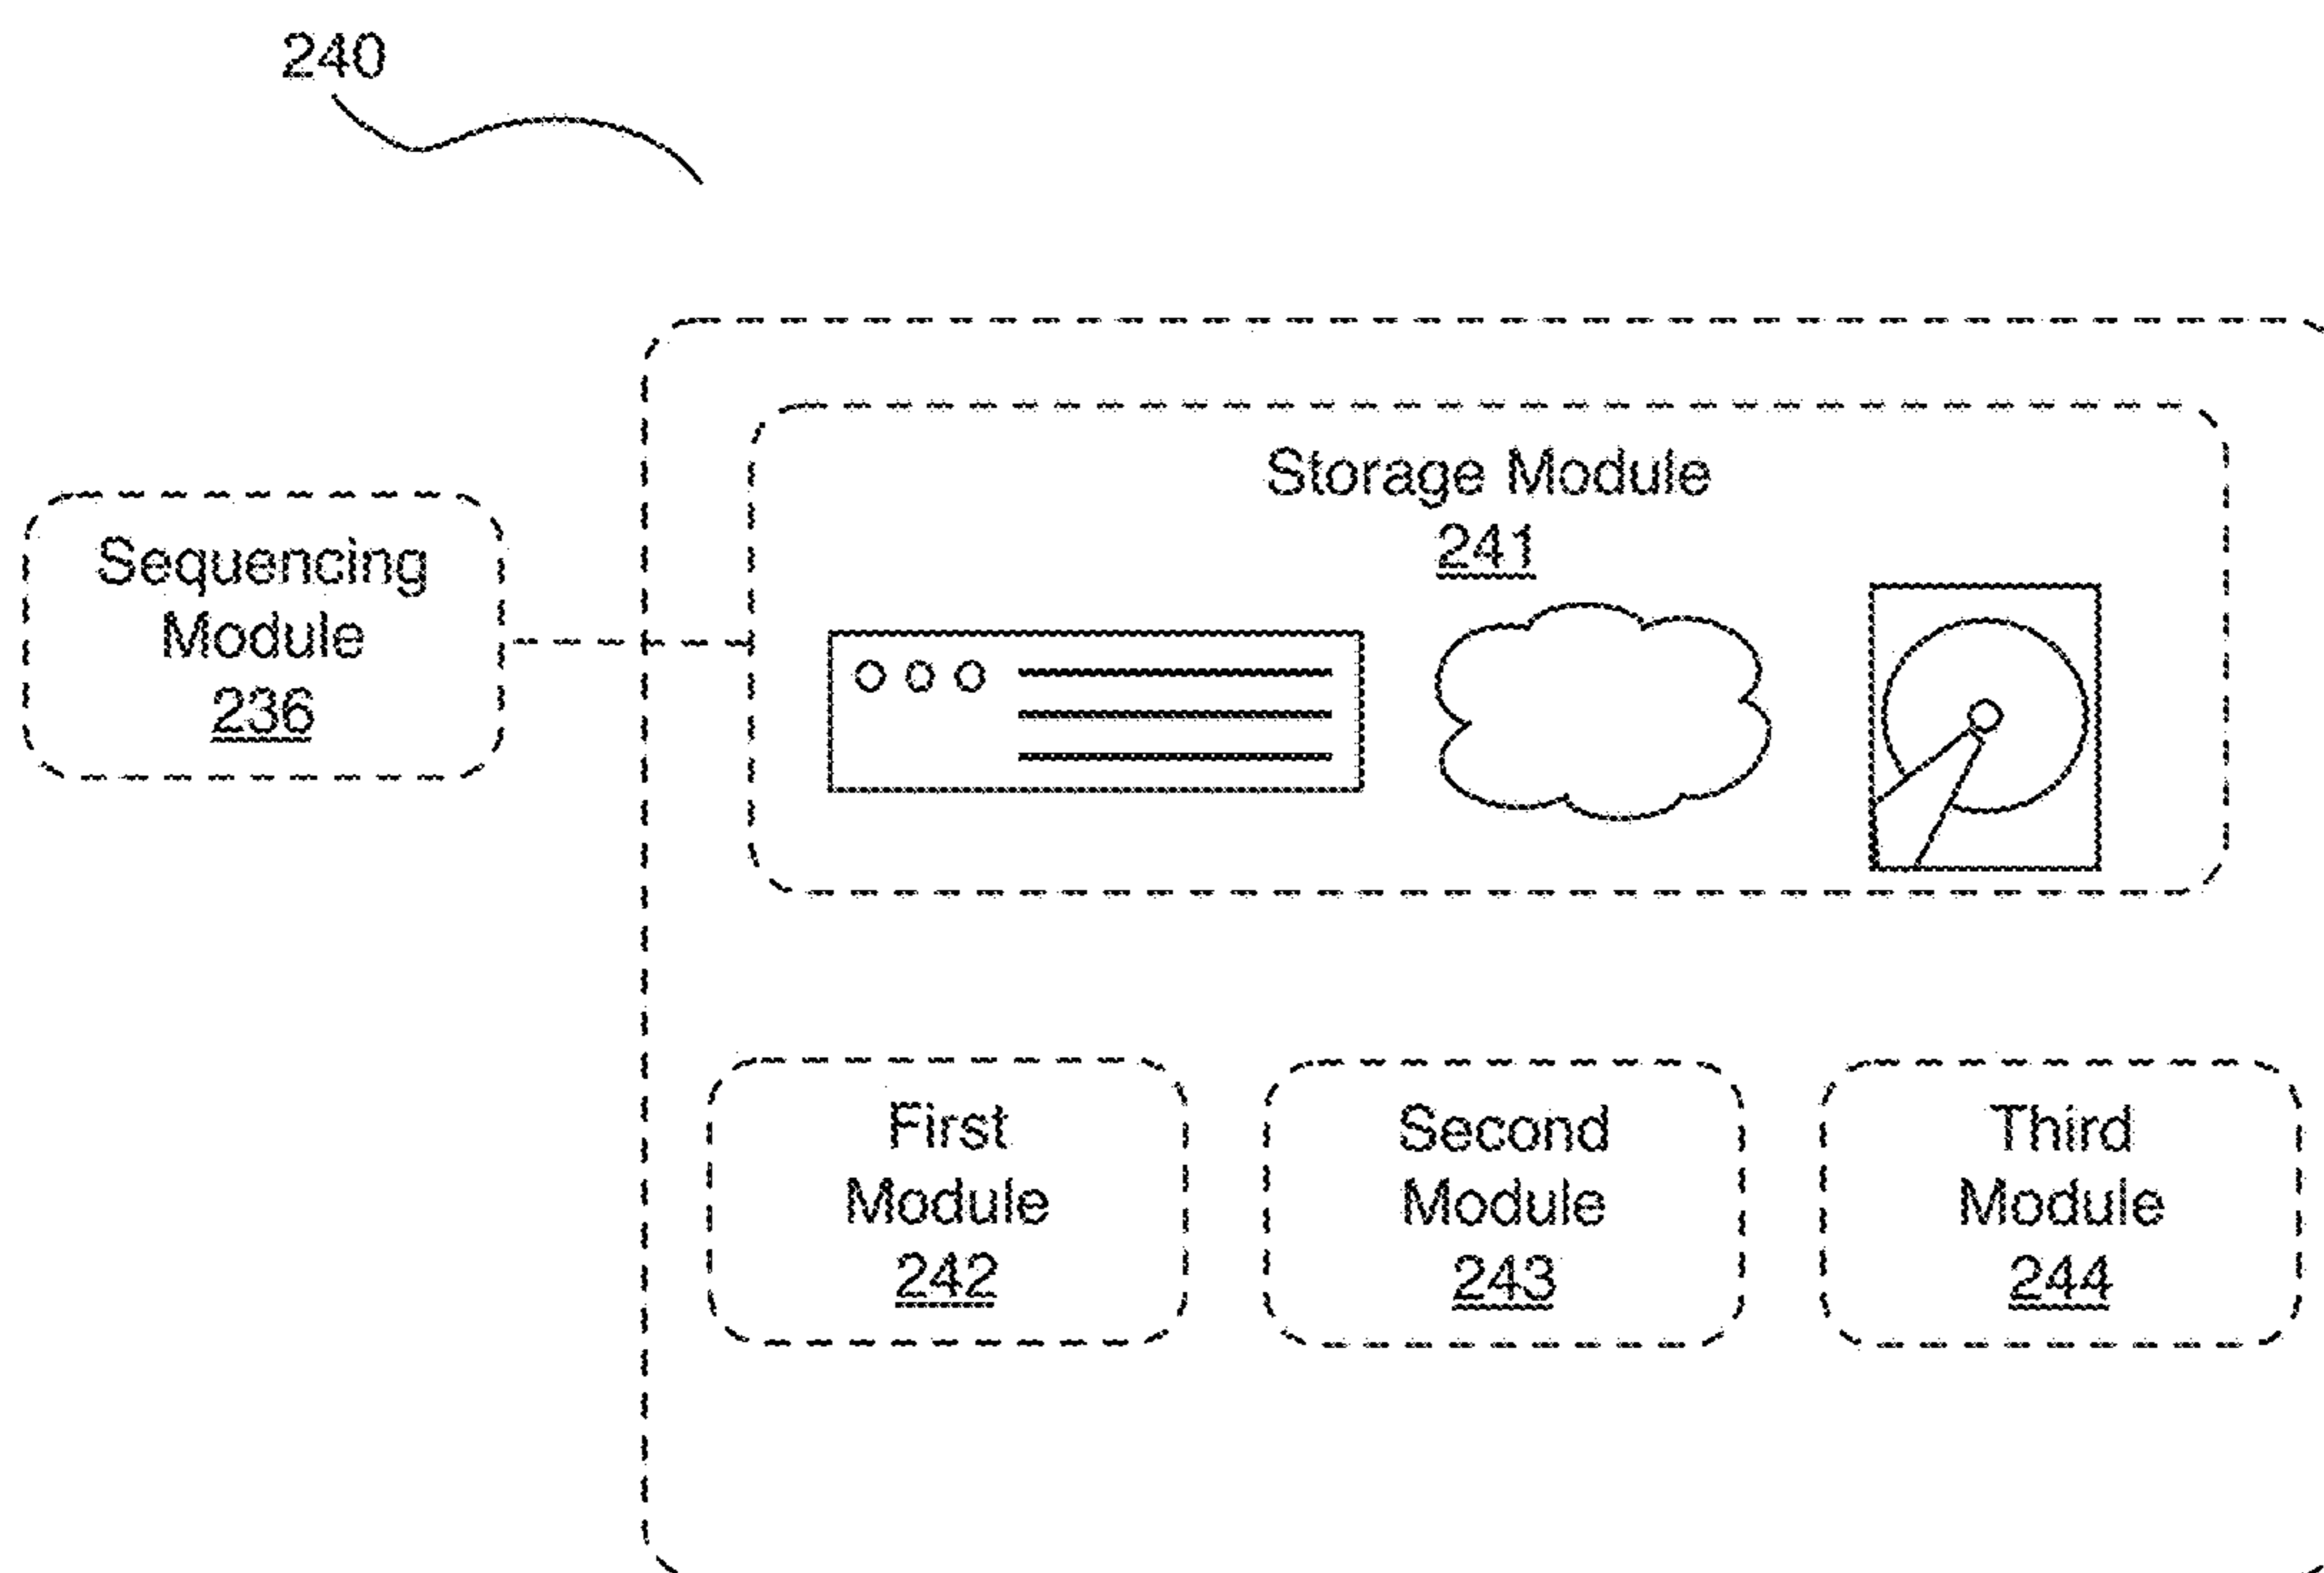 240
Storage Module
241
Sequencing
Module
236
First
Module
242
Second
Module
243
Third
Module
244